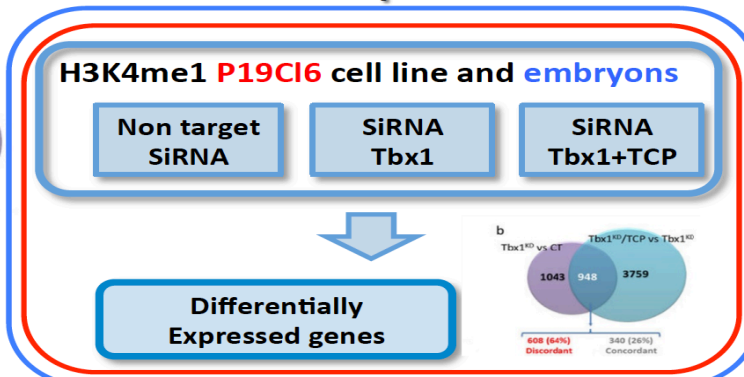 H3K4me1 P19Cl6 cell line and embryons
Non target
SiRNA
SiRNA
Tbx1
SiRNA
Tbx1+TCP
b
Tbx1KD vs CT
Tbx1KD/TCP vs Tbx1KD
1043
948
3759
608 (64%)
Discordant
340 (26%)
Concordant
Differentially
Expressed genes